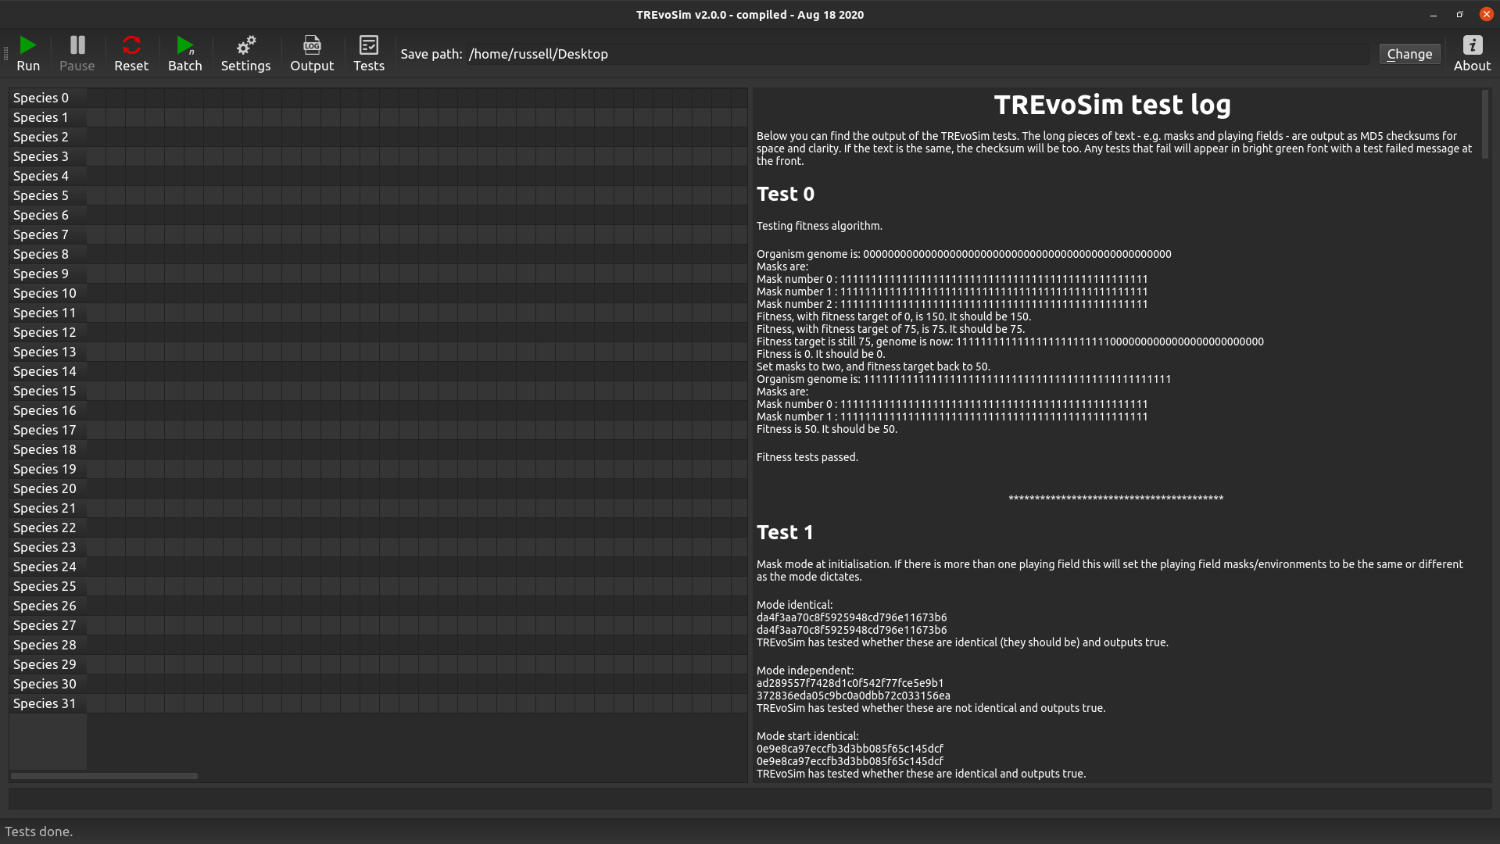 TREvoSim v2.0.0 - compiled - Aug 18 2020
Run
Pause
Reset
n
Batch
Settings
LOG
Output
Tests
Save path: /home/russell/Desktop
Change
About
Species 0
Species 1
Species 2
Species 3
Species 4
Species 5
Species 6
Species 7
Species 8
Species 9
Species 10
Species 11
Species 12
Species 13
Species 14
Species 15
Species 16
Species 17
Species 18
Species 19
Species 20
Species 21
Species 22
Species 23
Species 24
Species 25
Species 26
Species 27
Species 28
Species 29
Species 30
Species 31
TREvoSim test log
Below you can find the output of the TREvoSim tests. The long pieces of text - e.g. masks and playing fields - are output as MD5 checksums for
space and clarity. If the text is the same, the checksum will be too. Any tests that fail will appear in bright green font with a test failed message at
the front.
Test 0
Testing fitness algorithm.
Organism genome is: 00000000000000000000000000000000000000000000000000
Masks are:
Mask number 0 : 11111111111111111111111111111111111111111111111111
Mask number 1 : 11111111111111111111111111111111111111111111111111
Mask number 2 : 11111111111111111111111111111111111111111111111111
Fitness, with fitness target of 0, is 150. It should be 150.
Fitness, with fitness target of 75, is 75. It should be 75.
Fitness target is still 75, genome is now: 11111111111111111111111110000000000000000000000000
Fitness is 0. It should be 0.
Set masks to two, and fitness target back to 50.
Organism genome is: 11111111111111111111111111111111111111111111111111
Masks are:
Mask number 0 : 11111111111111111111111111111111111111111111111111
Mask number 1 : 11111111111111111111111111111111111111111111111111
Fitness is 50. It should be 50.
Fitness tests passed.
******************************************
Test 1
Mask mode at initialisation. If there is more than one playing field this will set the playing field masks/environments to be the same or different
as the mode dictates.
Mode identical:
da4f3aa70c8f5925948cd796e11673b6
da4f3aa70c8f5925948cd796e11673b6
TREvoSim has tested whether these are identical (they should be) and outputs true.
Mode independent:
ad289557f7428d1c0f542f77fce5e9b1
372836eda05c9bc0a0dbb72c033156ea
TREvoSim has tested whether these are not identical and outputs true.
Mode start identical:
0e9e8ca97eccfb3d3bb085f65c145dcf
0e9e8ca97eccfb3d3bb085f65c145dcf
TREvoSim has tested whether these are identical and outputs true.
Tests done.